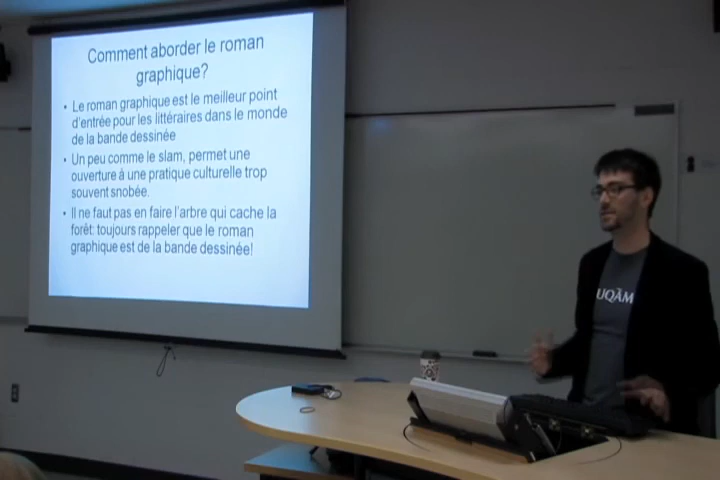 Comment aborder le roman
graphique?
• Le roman graphique est le meilleur point
d'entrée pour les littéraires dans le monde
de la bande dessinée
• Un peu comme le slam, permet une
ouverture à une pratique culturelle trop
souvent snobée.
• Il ne faut pas en faire l'arbre qui cache la
forêt: toujours rappeler que le roman
graphique est de la bande dessinée!
UQÀM